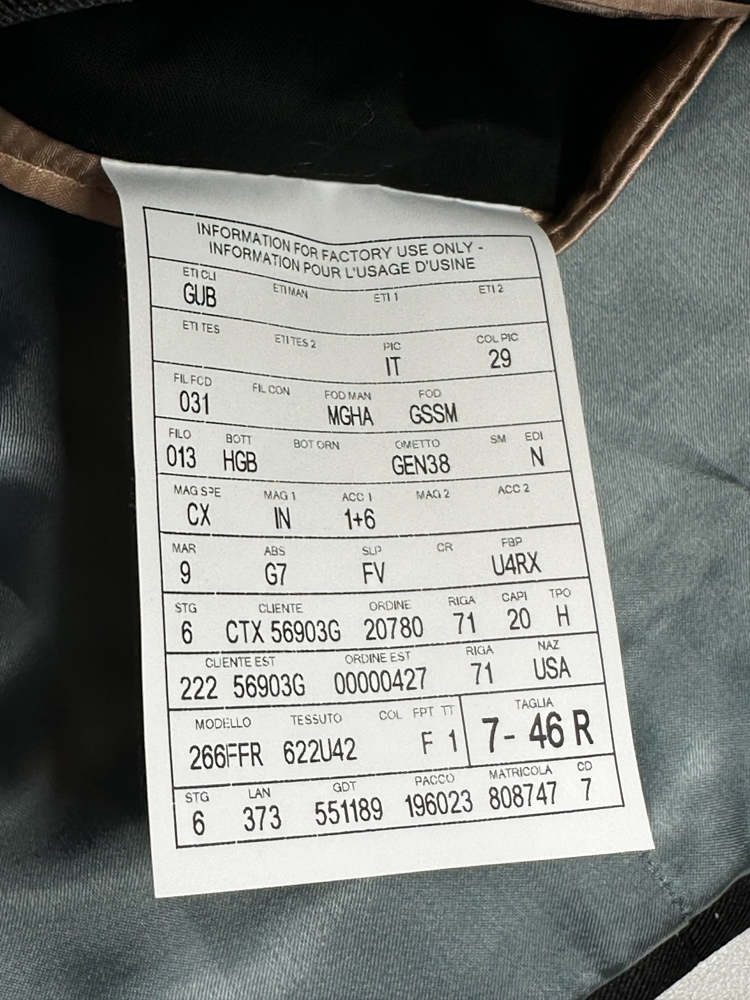 INFORMATION FOR FACTORY USE ONLY -
INFORMATION POUR L'USAGE D'USINE
ETI CLI ETI MAN ETI 1 ETI 2
GUB
ETI TES ETI TES 2 PIC COL PIC
IT 29
FIL FCD FIL CON FOD MAN FOD
031 MGHA GSSM
FILO BOTT BOT ORN OMETTO SM EDI
013 HGB GEN38 N
MAG SPE MAG 1 ACC 1 MAG 2 ACC 2
CX IN 1+6
MAR ABS SLP CR FBP
9 G7 FV U4RX
STG CLIENTE ORDINE RIGA CAPI TPO
6 CTX 56903G 20780 71 20 H
CLIENTE EST ORDINE EST RIGA NAZ
222 56903G 00000427 71 USA
MODELLO TESSUTO COL FPT TT TAGLIA
266FFR 622U42 F 1 7- 46 R
STG LAN GDT PACCO MATRICOLA CD
6 373 551189 196023 808747 7